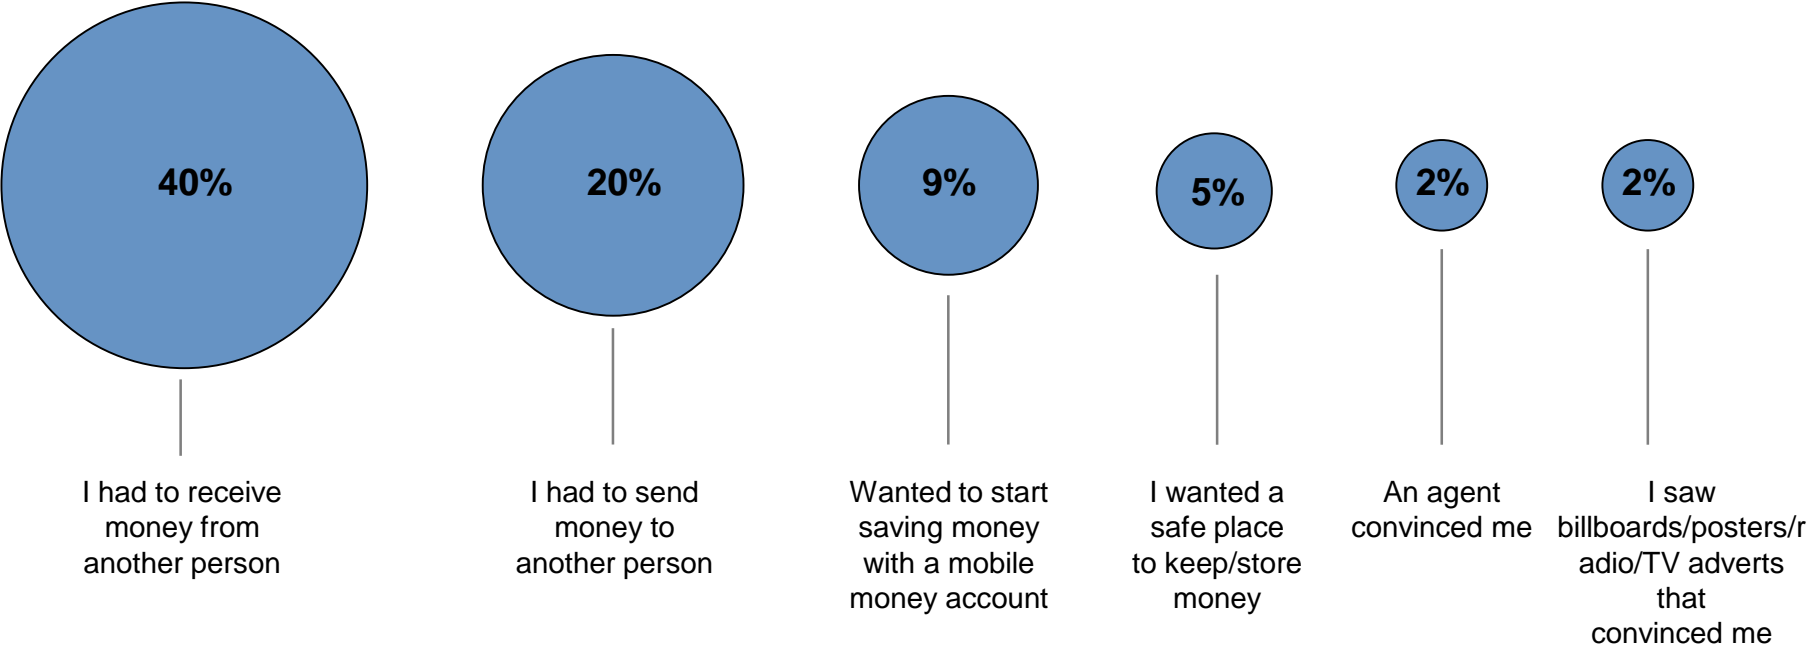 40%
20%
9%
5%
2%
2%
I had to receive
money from
another person
I had to send
money to
another person
Wanted to start
saving money
with a mobile
money account
I wanted a
safe place
to keep/store
money
An agent
convinced me
I saw
billboards/posters/r
adio/TV adverts
that
convinced me